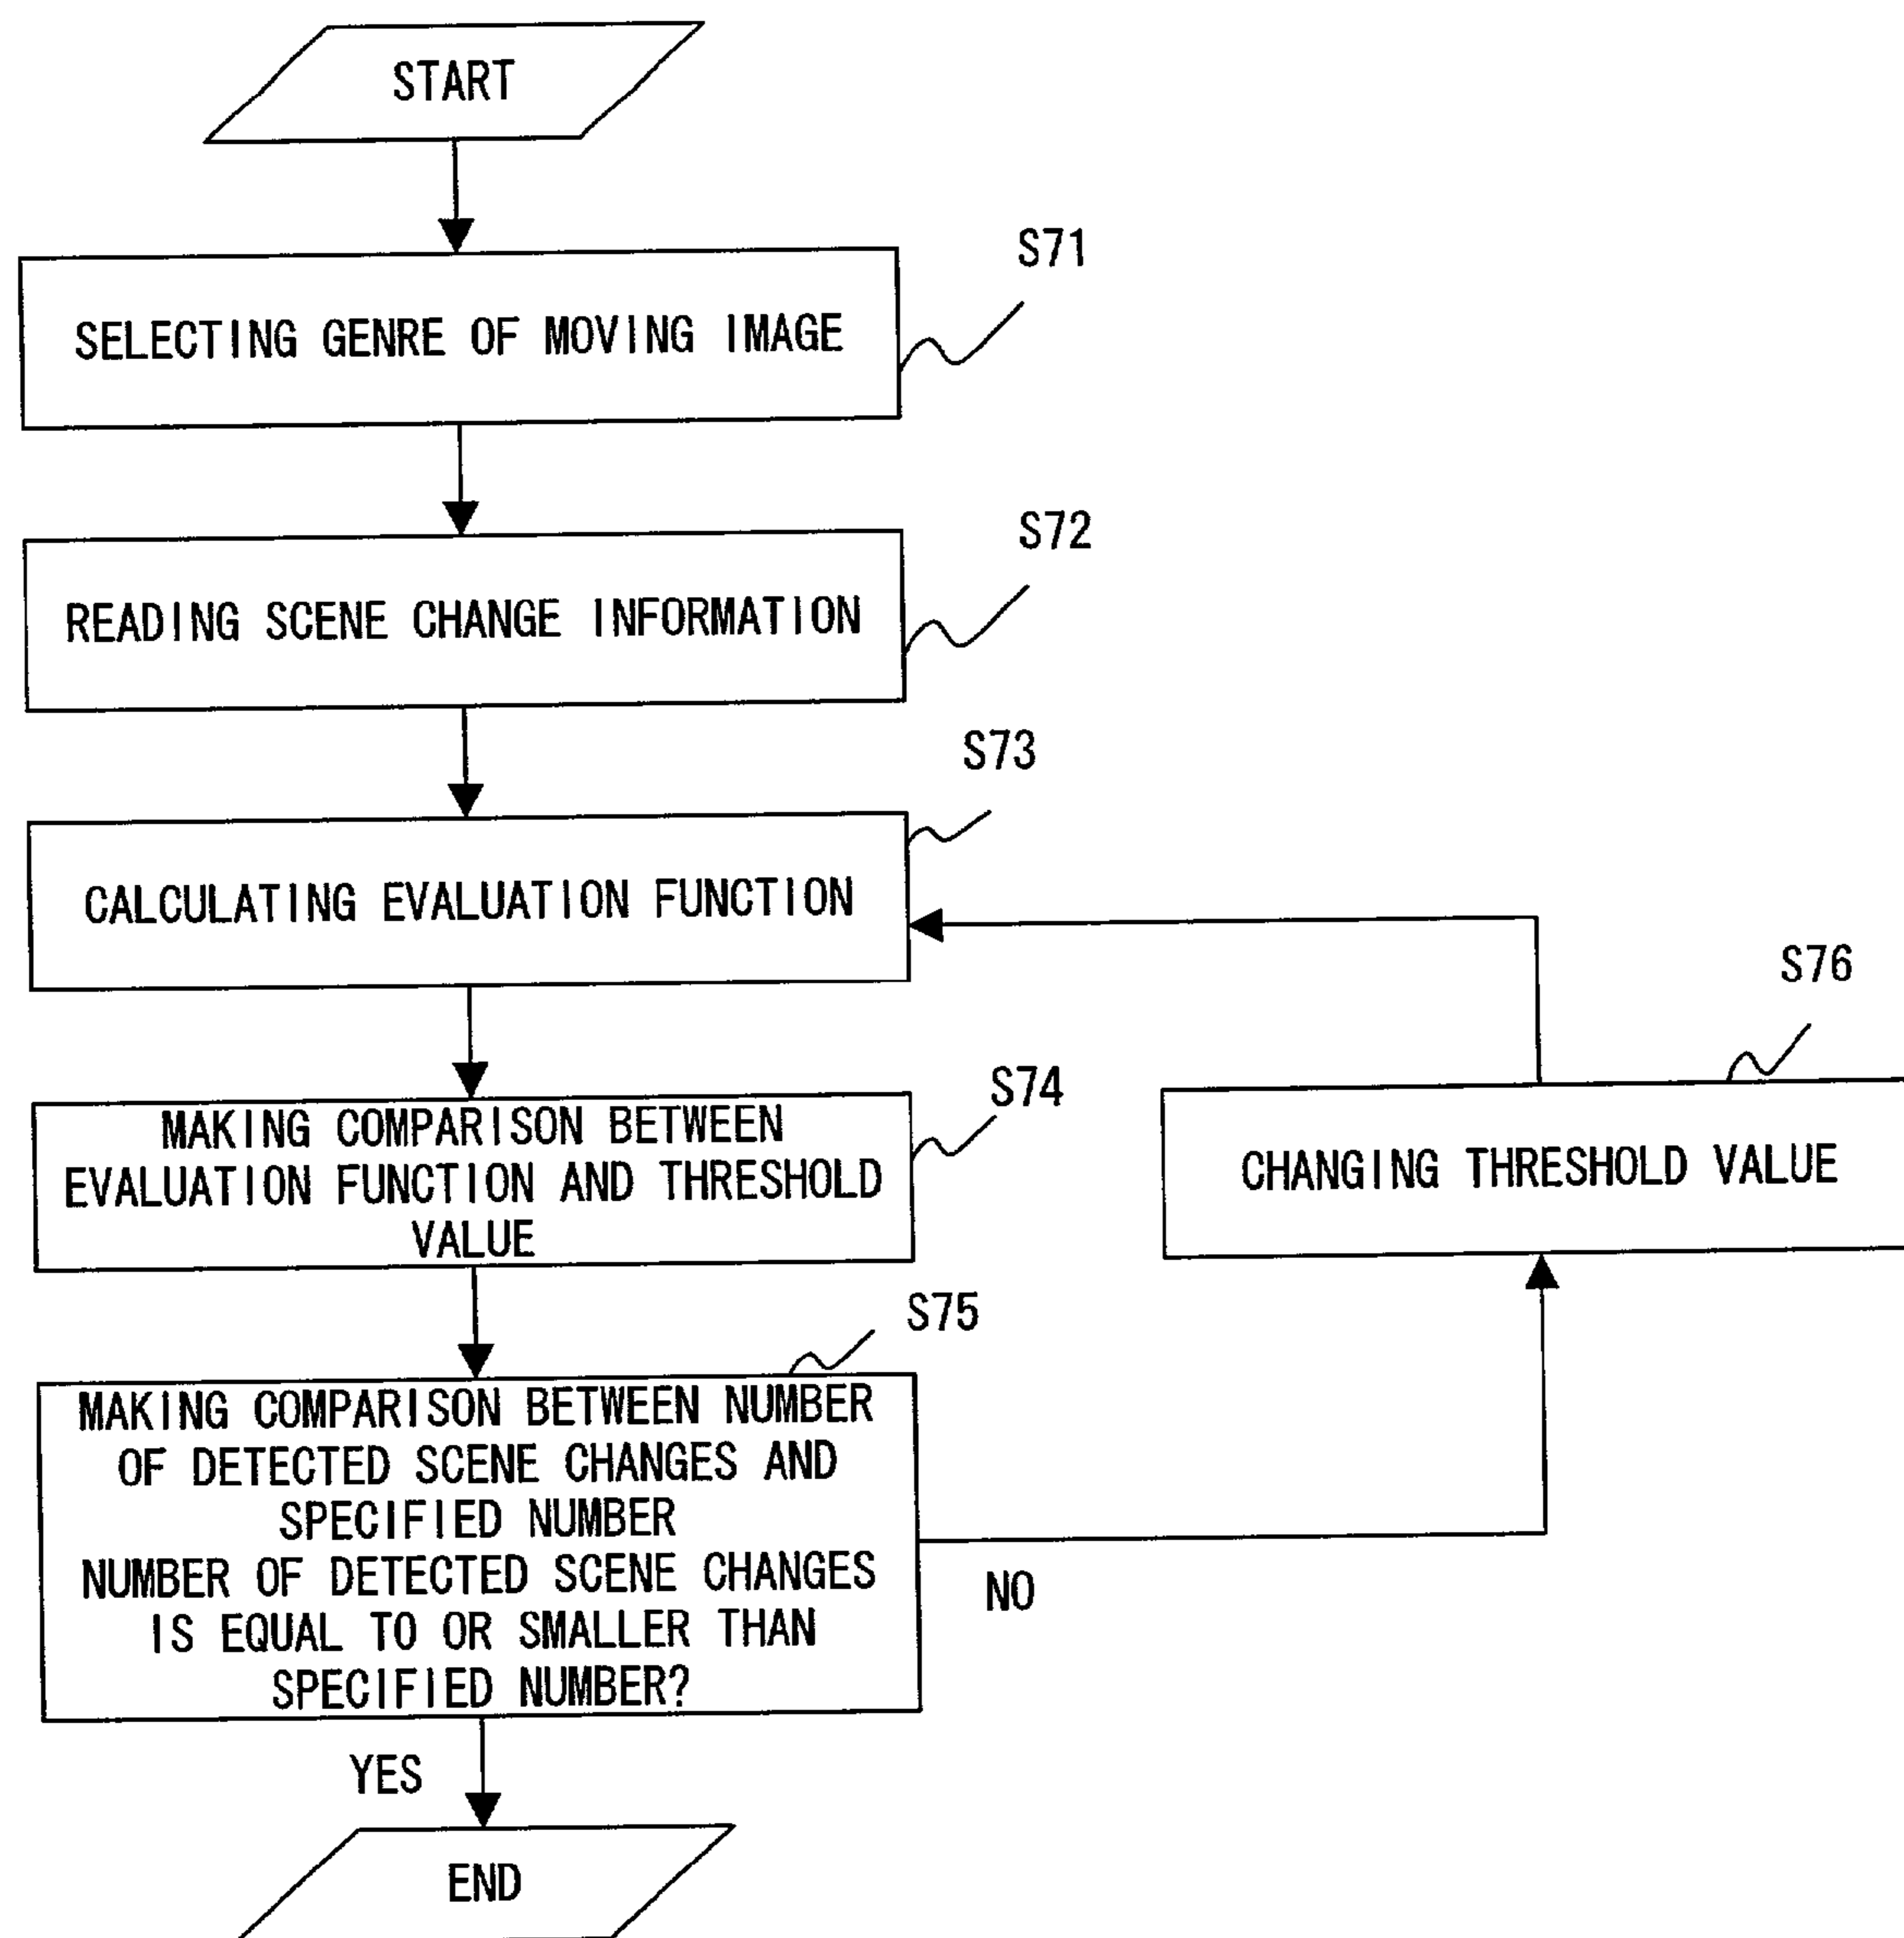 START
S71
SELECTING GENRE OF MOVING IMAGE
S72
READING SCENE CHANGE INFORMATION
S73
CALCULATING EVALUATION FUNCTION
S76
CHANGING THRESHOLD VALUE
S74
MAKING COMPARISON BETWEEN
EVALUATION FUNCTION AND THRESHOLD
VALUE
S75
MAKING COMPARISON BETWEEN NUMBER
OF DETECTED SCENE CHANGES AND
SPECIFIED NUMBER
NUMBER OF DETECTED SCENE CHANGES
IS EQUAL TO OR SMALLER THAN
SPECIFIED NUMBER?
NO
YES
END